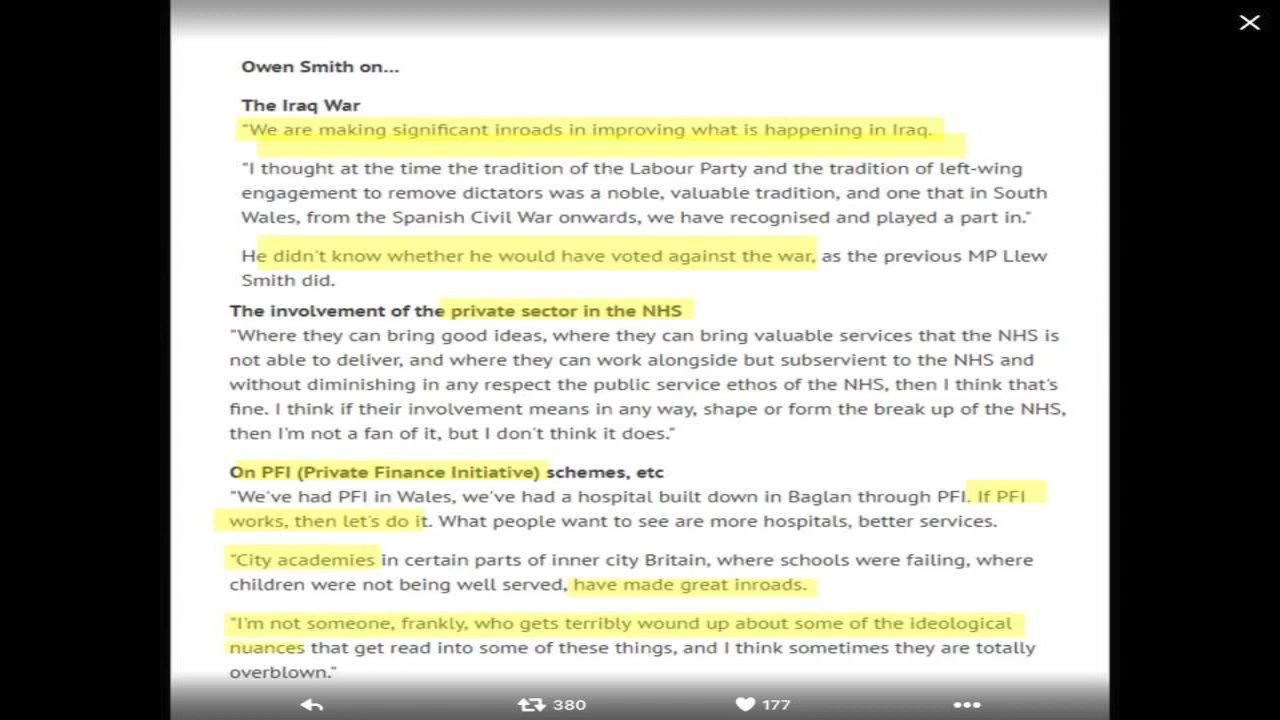 Owen Smith on...
The Iraq War
"We are making significant inroads in improving what is happening in Iraq.
"I thought at the time the tradition of the Labour Party and the tradition of left-wing
engagement to remove dictators was a noble, valuable tradition, and one that in South
Wales, from the Spanish Civil War onwards, we have recognised and played a part in."
He didn't know whether he would have voted against the war, as the previous MP Llew
Smith did.
The involvement of the private sector in the NHS
"Where they can bring good ideas, where they can bring valuable services that the NHS is
not able to deliver, and where they can work alongside but subservient to the NHS and
without diminishing in any respect the public service ethos of the NHS, then I think that's
fine. I think if their involvement means in any way, shape or form the break up of the NHS,
then I'm not a fan of it, but I don't think it does."
On PFI (Private Finance Initiative) schemes, etc
"We've had PFI in Wales, we've had a hospital built down in Baglan through PFI. If PFI
works, then let's do it. What people want to see are more hospitals, better services.
"City academies in certain parts of inner city Britain, where schools were failing, where
children were not being well served, have made great inroads.
"I'm not someone, frankly, who gets terribly wound up about some of the ideological
nuances that get read into some of these things, and I think sometimes they are totally
overblown."
380 177